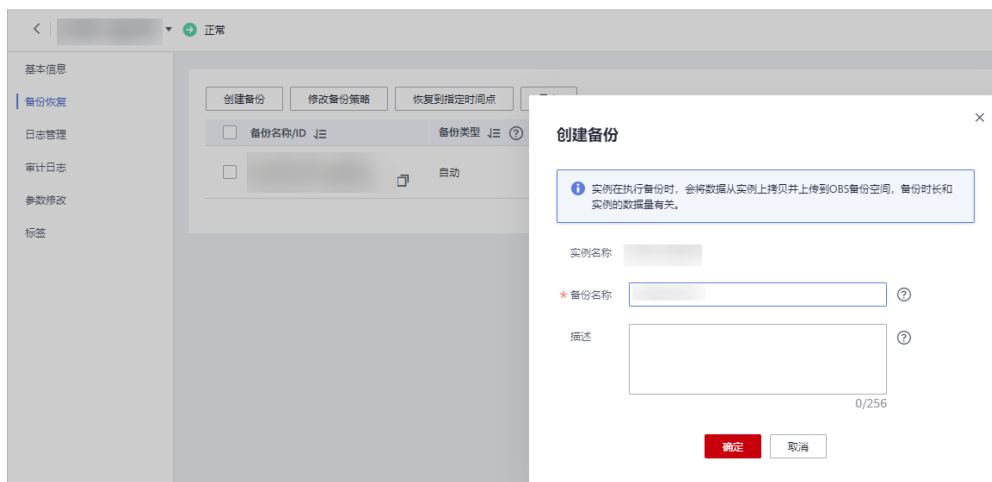 正常
基本信息
备份恢复
日志管理
审计日志
参数修改
标签
创建备份
修改备份策略
恢复到指定时间点
备份名称/ID
备份类型
自动
创建备份
实例在执行备份时，会将数据从实例上拷贝并上传到OBS备份空间，备份时长和
实例的数据量有关。
实例名称
* 备份名称
描述
0/256
确定
取消